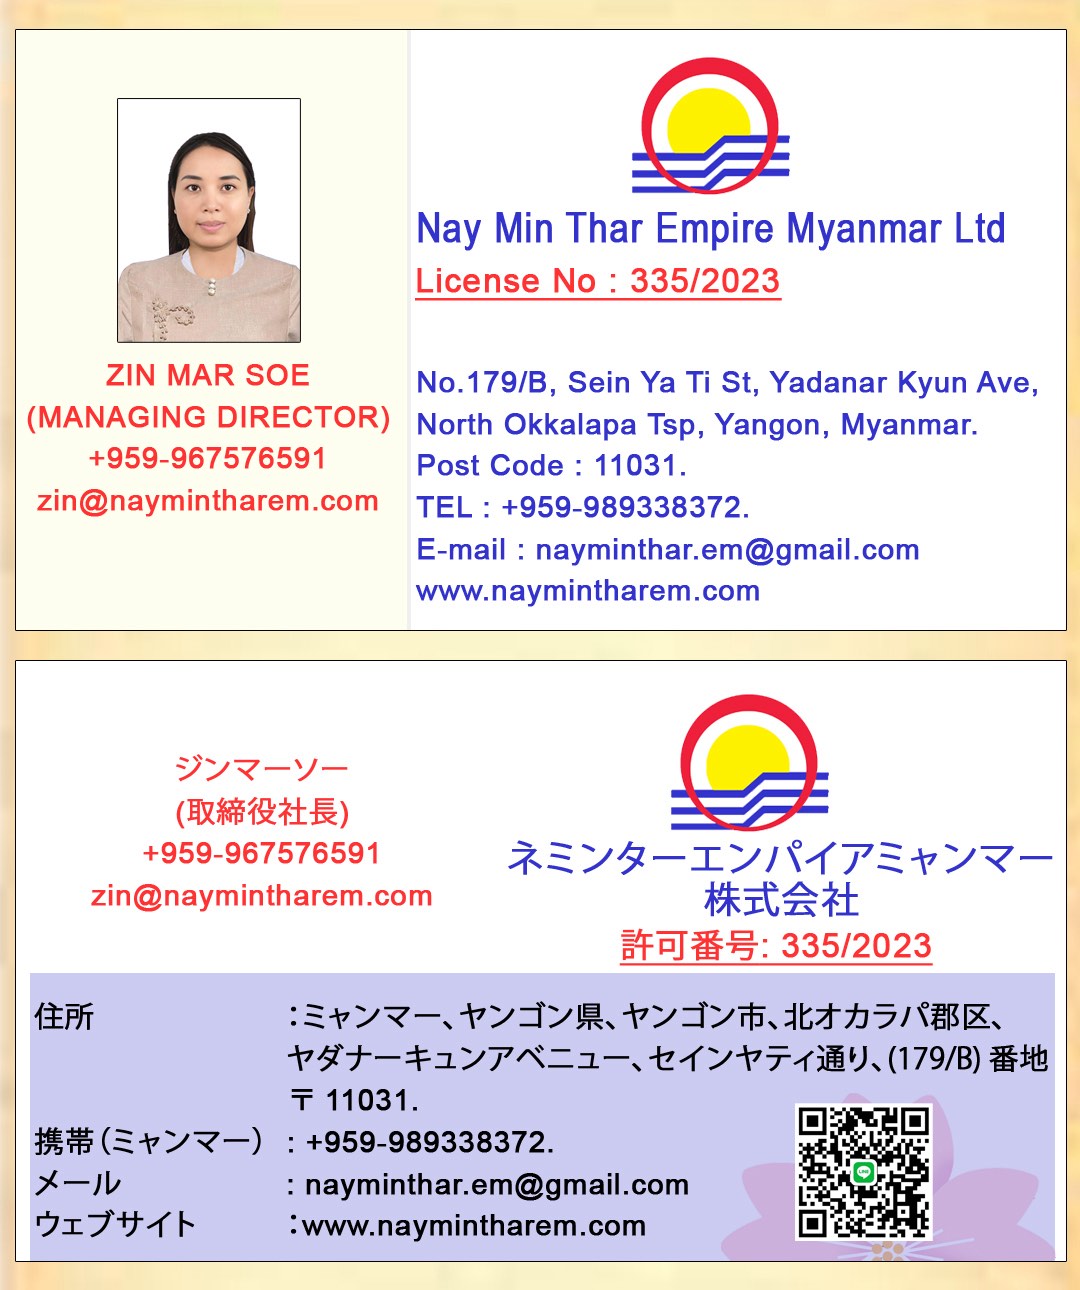 ZIN MAR SOE
(MANAGING DIRECTOR)
+959-967576591
zin@naymintharem.com
Nay Min Thar Empire Myanmar Ltd
License No : 335/2023
No.179/B, Sein Ya Ti St, Yadanar Kyun Ave,
North Okkalapa Tsp, Yangon, Myanmar.
Post Code : 11031.
TEL : +959-989338372.
E-mail : nayminthar.em@gmail.com
www.naymintharem.com
ジンマーソー
(取締役社長)
+959-967576591
zin@naymintharem.com
ネミンターエンパイアミャンマー
株式会社
許可番号: 335/2023
住所 :ミャンマー、ヤンゴン県、ヤンゴン市、北オカラパ郡区、
ヤダナーキュンアベニュー、セインヤティ通り、(179/B) 番地
〒 11031.
携帯(ミャンマー) : +959-989338372.
メール : nayminthar.em@gmail.com
ウェブサイト :www.naymintharem.com
LINE